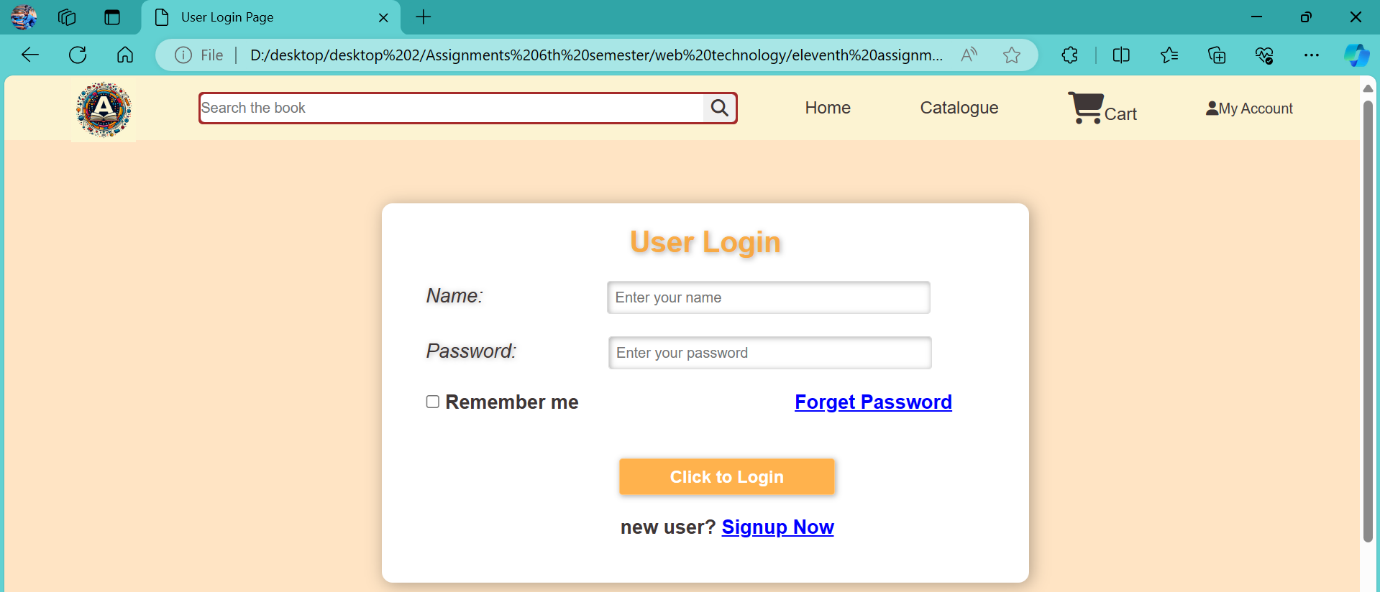 User Login Page
File D:/desktop/desktop%202/Assignments%206th%20semester/web%20technology/eleventh%20assignm...
A
Search the book
Home
Catalogue
Cart
My Account
User Login
Name: Enter your name
Password: Enter your password
Remember me Forget Password
Click to Login
new user? Signup Now